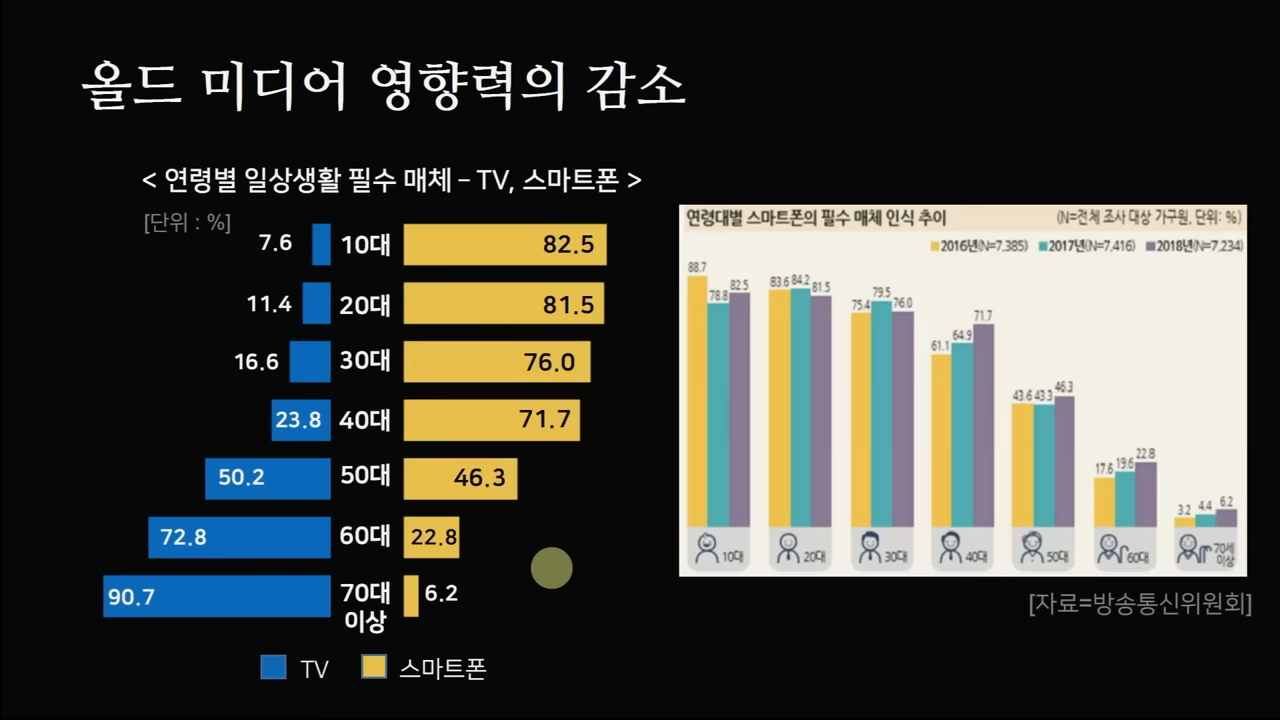 올드 미디어 영향력의 감소
< 연령별 일상생활 필수 매체 – TV, 스마트폰 >
[단위 : %]
7.6 10대 82.5
11.4 20대 81.5
16.6 30대 76.0
23.8 40대 71.7
50.2 50대 46.3
72.8 60대 22.8
90.7 70대 이상 6.2
TV 스마트폰
연령대별 스마트폰의 필수 매체 인식 추이 (N=전체 조사 대상 가구원, 단위: %)
2016년(N=7,385) 2017년(N=7,416) 2018년(N=7,234)
88.7 78.8 82.5
83.6 84.2 81.5
75.4 79.5 76.0
61.1 64.9 71.7
43.6 43.3 46.3
17.6 19.6 22.8
3.2 4.4 6.2
10대 20대 30대 40대 50대 60대 70세 이상
[자료=방송통신위원회]